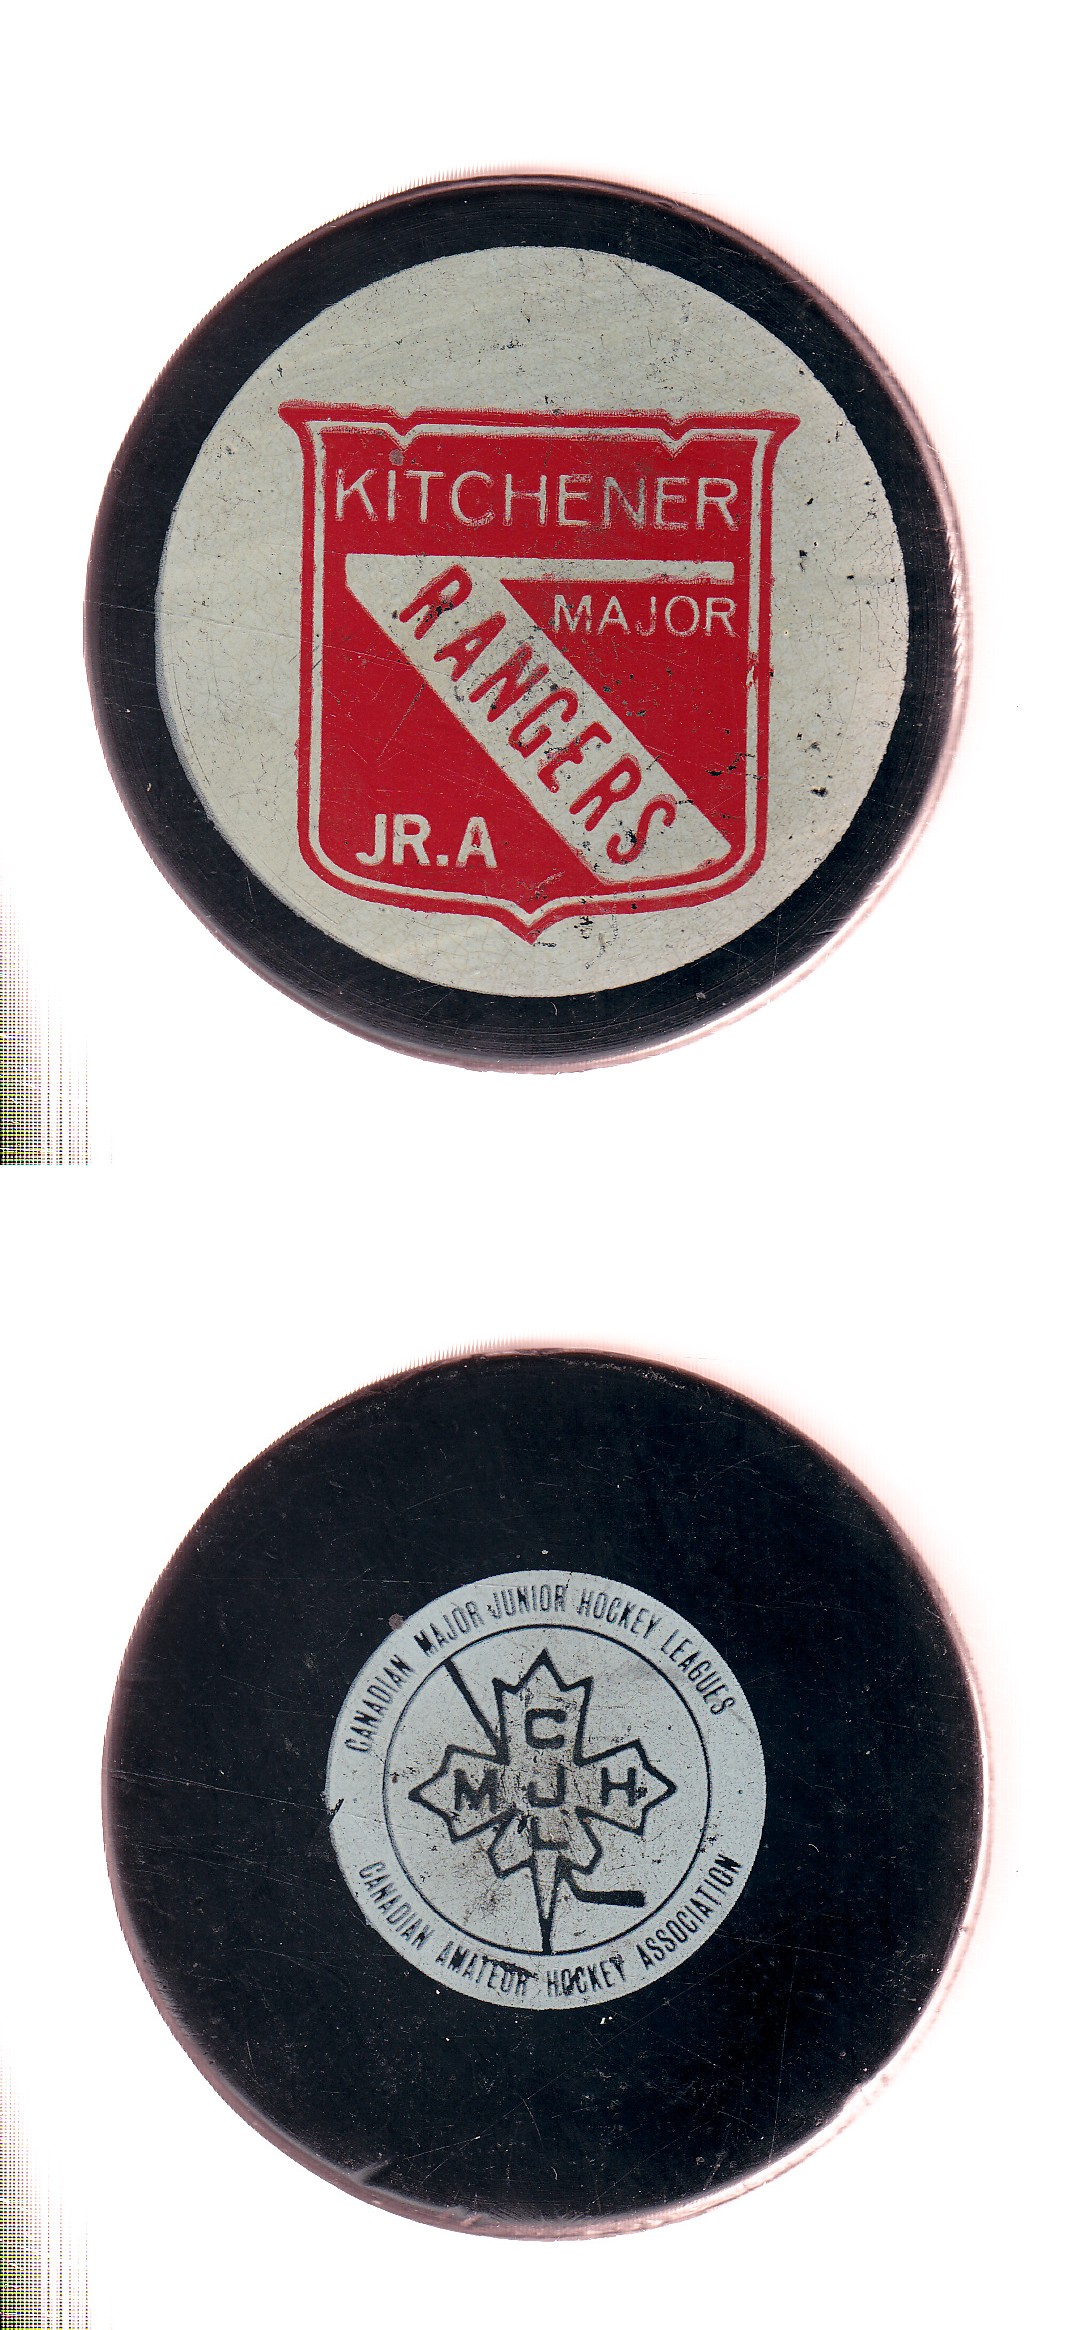 KITCHENER
MAJOR
RANGERS
JR.A
CANADIAN MAJOR JUNIOR HOCKEY LEAGUES
C
M J H
L
CANADIAN AMATEUR HOCKEY ASSOCIATION